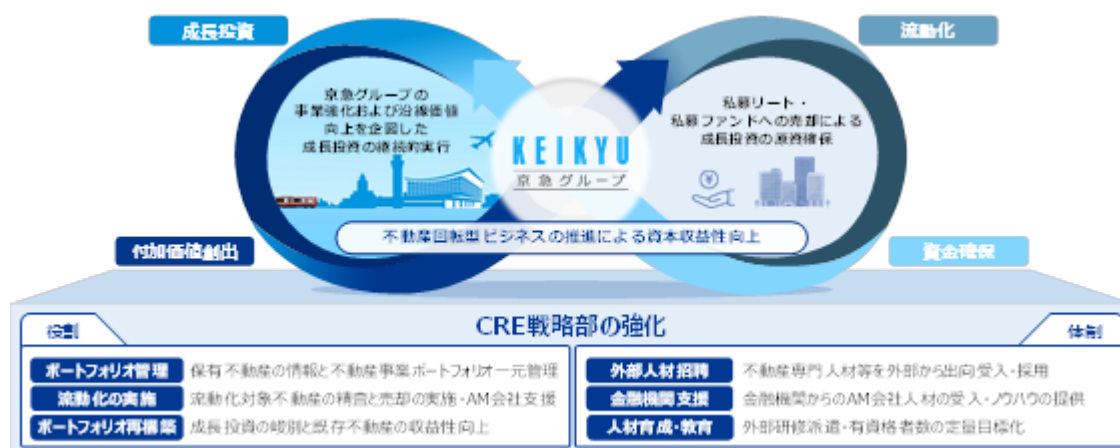 成長投資
流動化
京急グループの
事業強化および沿線価値
向上を企図した
成長投資の継続的実行
KEIKYU
京急グループ
私募リート・
私募ファンドへの売却による
成長投資の原資確保
不動産回転型ビジネスの推進による資本収益性向上
付加価値創出
資金確保
CRE戦略部の強化
役割
体制
ポートフォリオ管理 保有不動産の情報と不動産事業ポートフォリオ一元管理
流動化の実施 流動化対象不動産の精査と売却の実施・AM会社支援
ポートフォリオ再構築 成長投資の峻別と既存不動産の収益性向上
外部人材招聘 不動産専門人材等を外部から出向受入・採用
金融機関支援 金融機関からのAM会社人材の受入・ノウハウの提供
人材育成・教育 外部研修派遣・有資格者数の定量目標化